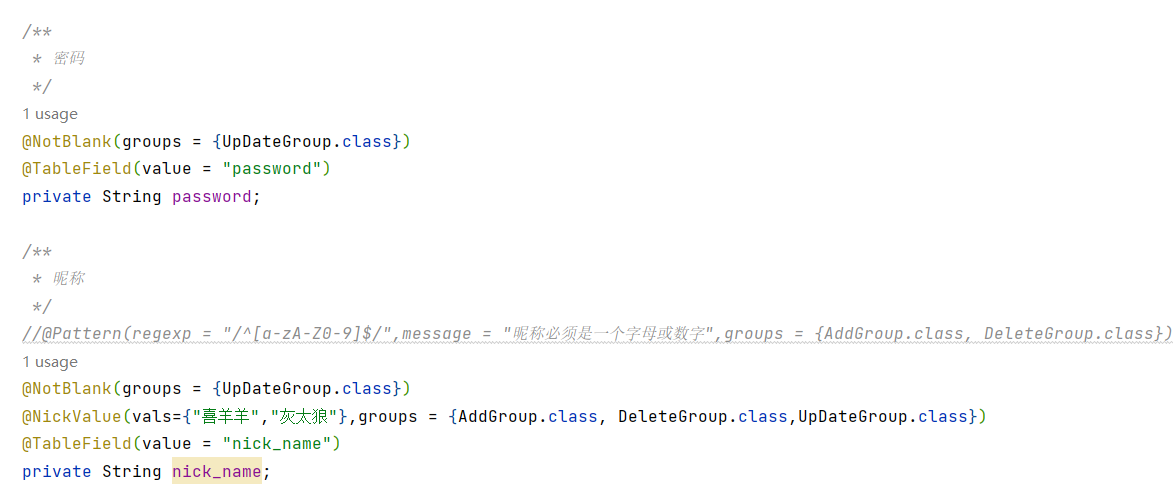 /**
 * 密码
 */
1 usage
@NotBlank(groups = {UpDateGroup.class})
@TableField(value = "password")
private String password;
/**
 * 昵称
 */
//@Pattern(regexp = "/^[a-zA-Z0-9]$/",message = "昵称必须是一个字母或数字",groups = {AddGroup.class, DeleteGroup.class})
1 usage
@NotBlank(groups = {UpDateGroup.class})
@NickValue(vals={"喜羊羊","灰太狼"},groups = {AddGroup.class, DeleteGroup.class,UpDateGroup.class})
@TableField(value = "nick_name")
private String nick_name;